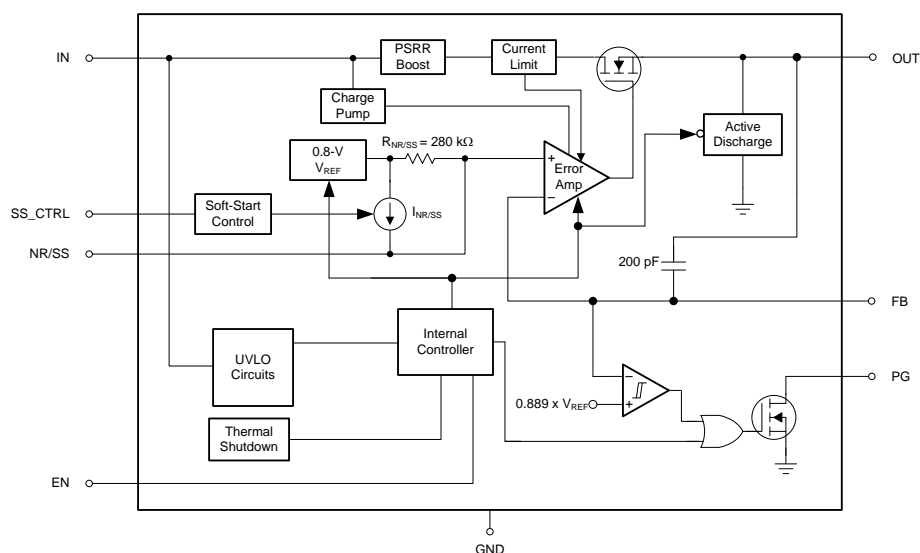 IN
PSRR
Boost
Current
Limit
OUT
Charge
Pump
Active
Discharge
R_NR/SS = 280 kΩ
0.8-V
V_REF
+
Error
Amp
−
SS_CTRL
Soft-Start
Control
I_NR/SS
NR/SS
200 pF
FB
Internal
Controller
UVLO
Circuits
PG
−
0.889 x V_REF
+
Thermal
Shutdown
EN
GND